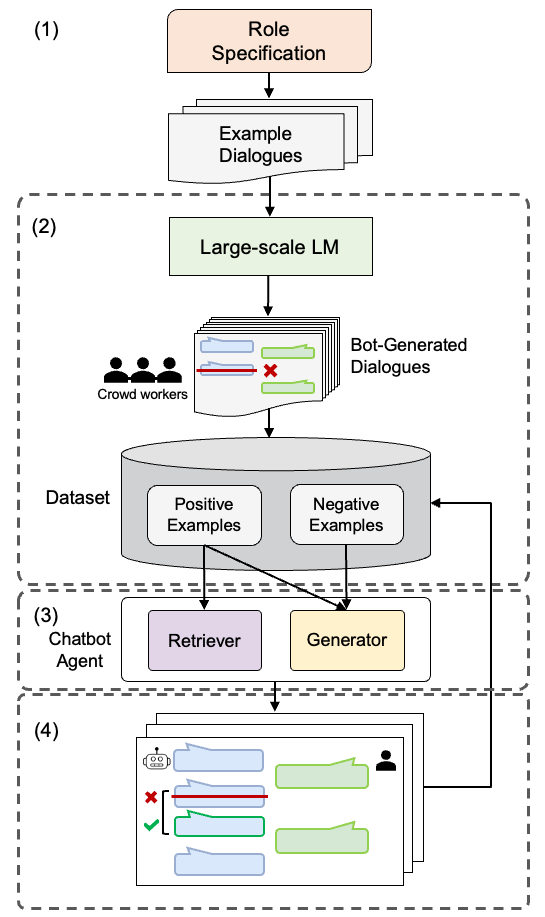 (1)
Role
Specification
Example
Dialogues
(2)
Large-scale LM
Bot-Generated
Dialogues
Crowd workers
Dataset
Positive
Examples
Negative
Examples
(3)
Chatbot
Agent
Retriever
Generator
(4)